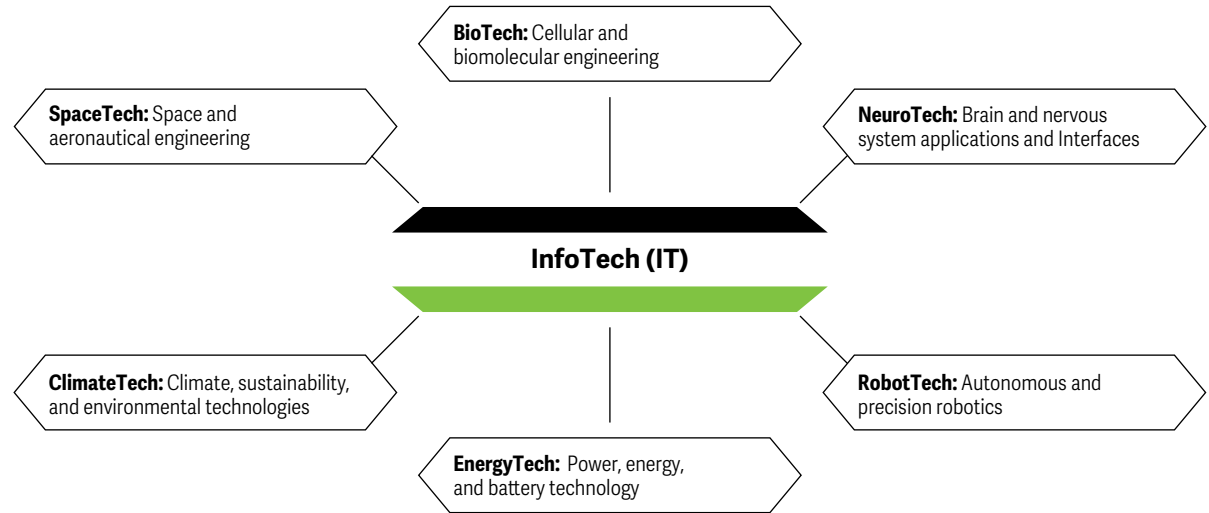 BioTech: Cellular and
biomolecular engineering
SpaceTech: Space and
aeronautical engineering
NeuroTech: Brain and nervous
system applications and Interfaces
InfoTech (IT)
ClimateTech: Climate, sustainability,
and environmental technologies
RobotTech: Autonomous and
precision robotics
EnergyTech: Power, energy,
and battery technology